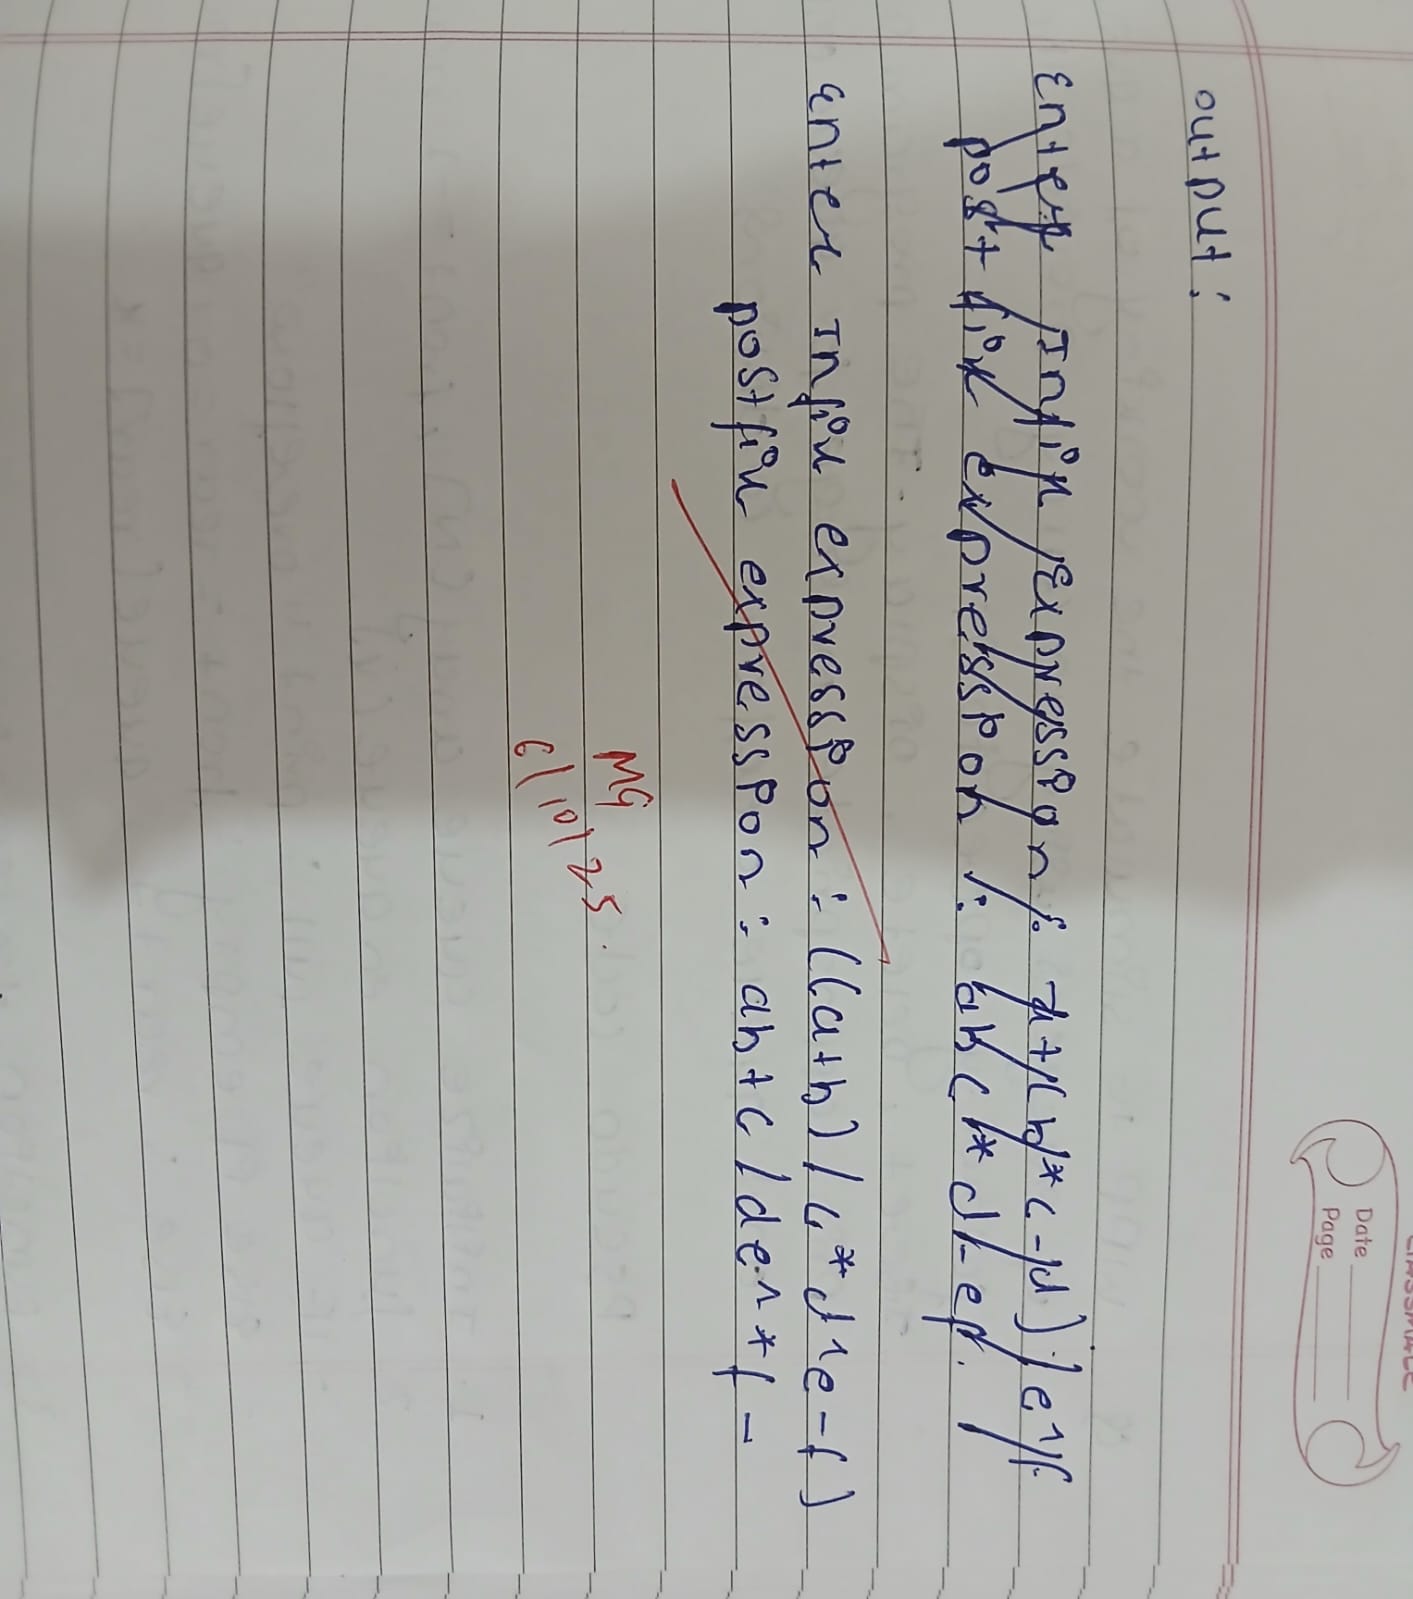 CLASSMATE
Date
Page
output :
Enter Infix Expression : a+(b*c-d)/e^f
postfix expression : abc*d-ef
Enter Infix expression : ((a+b)/c*d^e-f)
postfix expression : ab+c/de^*f-
MG
6/10/25.